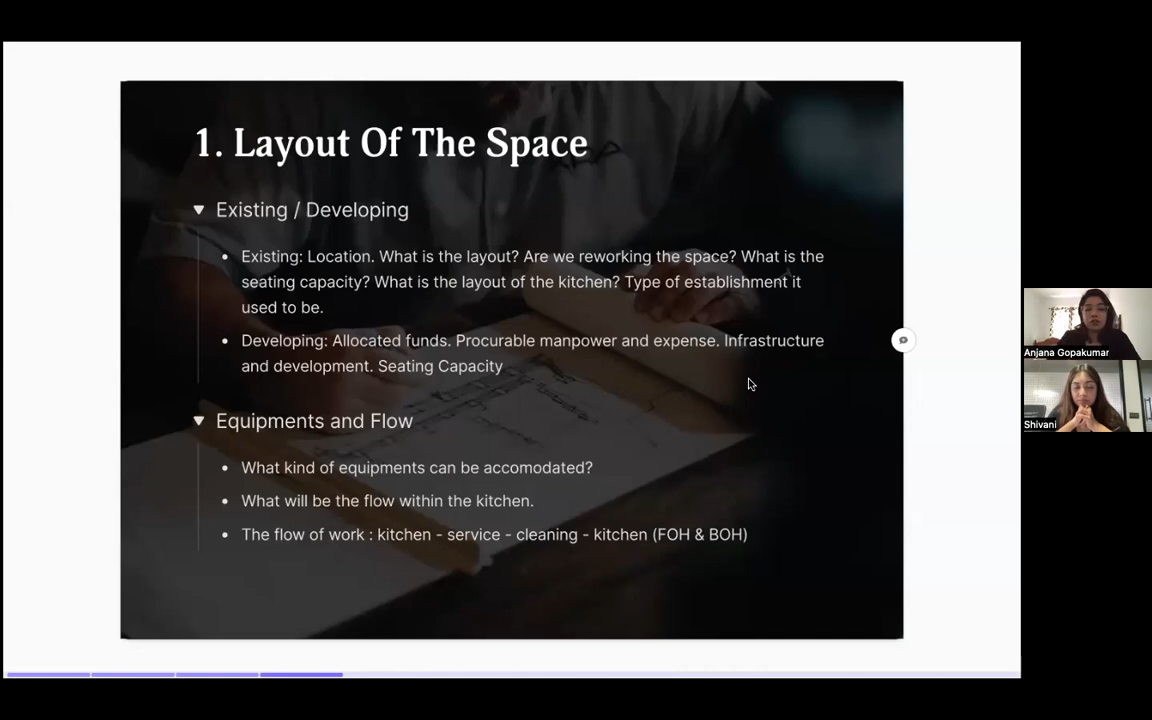 1. Layout Of The Space
Existing / Developing
Existing: Location. What is the layout? Are we reworking the space? What is the
seating capacity? What is the layout of the kitchen? Type of establishment it
used to be.
Developing: Allocated funds. Procurable manpower and expense. Infrastructure
and development. Seating Capacity
Equipments and Flow
What kind of equipments can be accomodated?
What will be the flow within the kitchen.
The flow of work : kitchen - service - cleaning - kitchen (FOH & BOH)
Anjana Gopakumar
Shivani